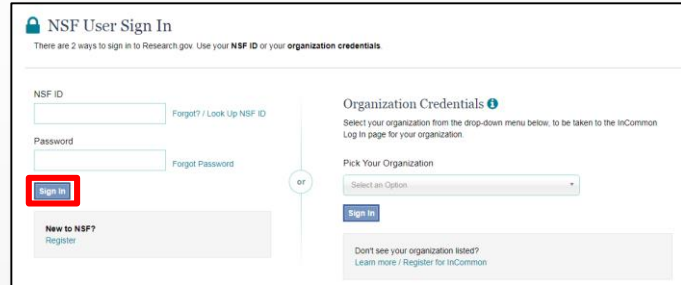 NSF User Sign In
There are 2 ways to sign in to Research.gov. Use your NSF ID or your organization credentials.
NSF ID
Forgot? / Look Up NSF ID
Password
Forgot Password
Sign In
New to NSF?
Register
or
Organization Credentials
Select your organization from the drop-down menu below, to be taken to the InCommon
Log In page for your organization.
Pick Your Organization
Select an Option
Sign In
Don't see your organization listed?
Learn more / Register for InCommon